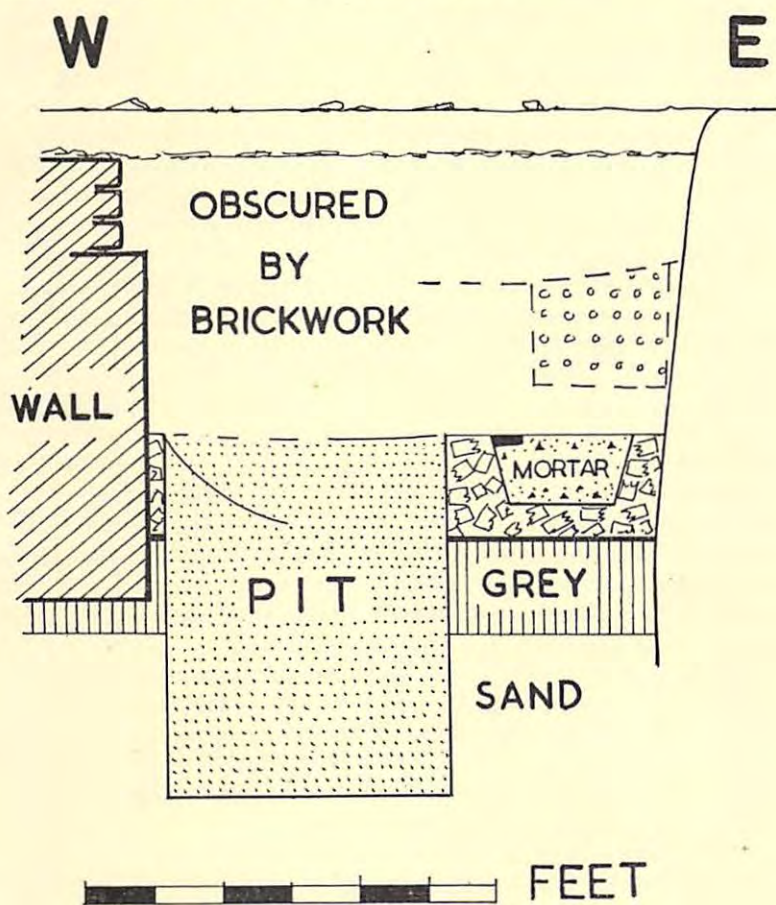 W E
OBSCURED
BY
BRICKWORK
WALL
MORTAR
PIT
GREY
SAND
FEET